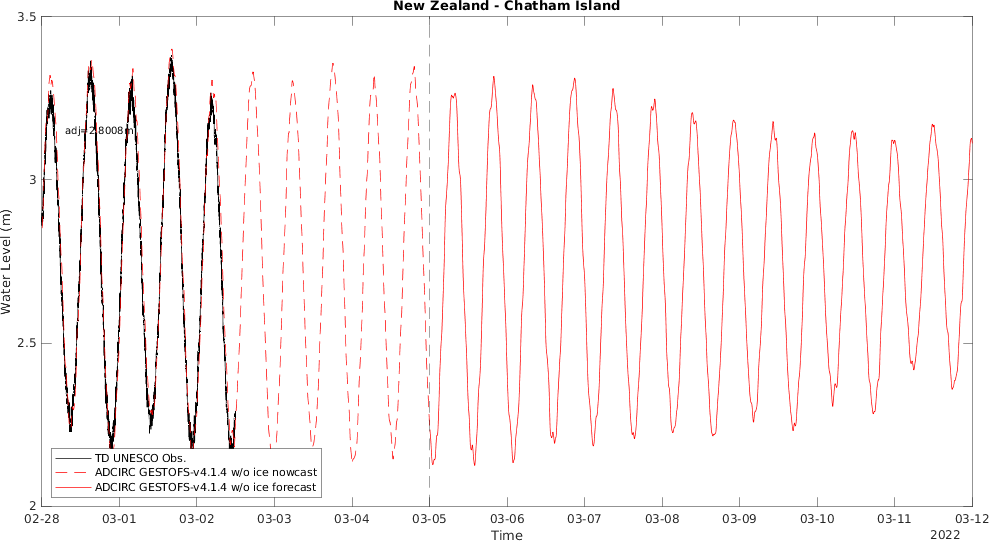 New Zealand - Chatham Island
3.5
3
2.5
2
Water Level (m)
adj=2.8008m
TD UNESCO Obs.
ADCIRC GESTOFS-v4.1.4 w/o ice nowcast
ADCIRC GESTOFS-v4.1.4 w/o ice forecast
02-28 03-01 03-02 03-03 03-04 03-05 03-06 03-07 03-08 03-09 03-10 03-11 03-12
Time
2022